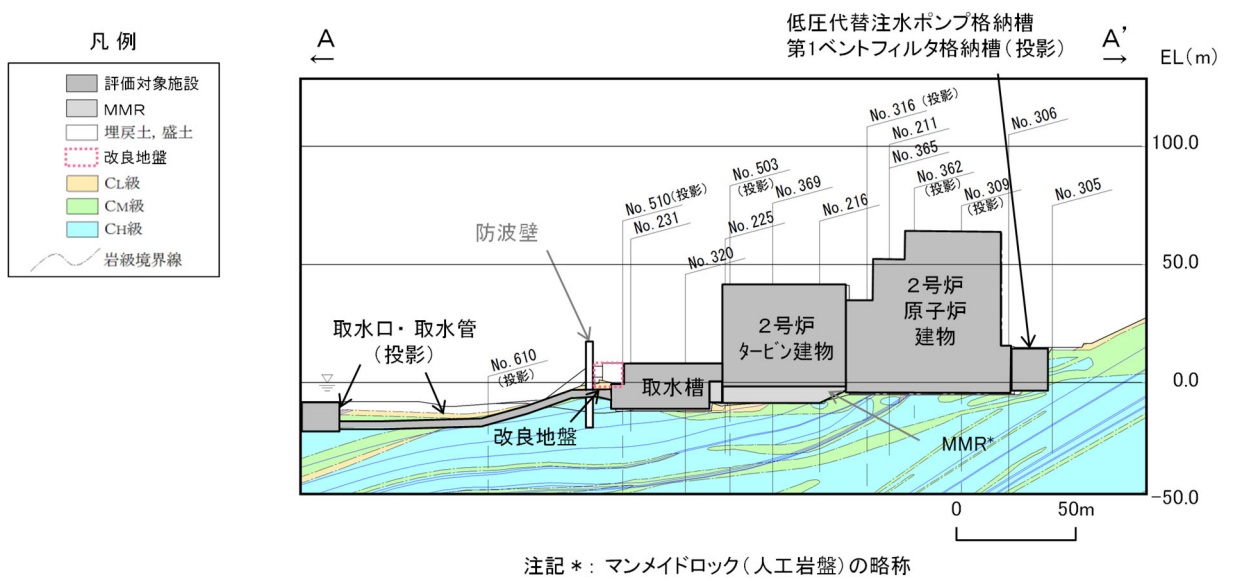 凡 例
評価対象施設
MMR
埋戻土, 盛土
改良地盤
CL級
CM級
CH級
岩級境界線
A
←
低圧代替注水ポンプ格納槽
第1ベントフィルタ格納槽(投影)
A'
→
EL(m)
100.0
50.0
0.0
-50.0
No. 316 (投影)
No. 211
No. 365
No. 306
No. 362
(投影)
No. 309
(投影)
No. 305
No. 503
(投影)
No. 369
No. 216
No. 510(投影)
No. 231
No. 225
No. 320
防波壁
取水口・取水管
(投影)
No. 610
(投影)
2号炉
タービン建物
2号炉
原子炉
建物
取水槽
改良地盤
MMR*
0 50m
注記*: マンメイドロック(人工岩盤)の略称